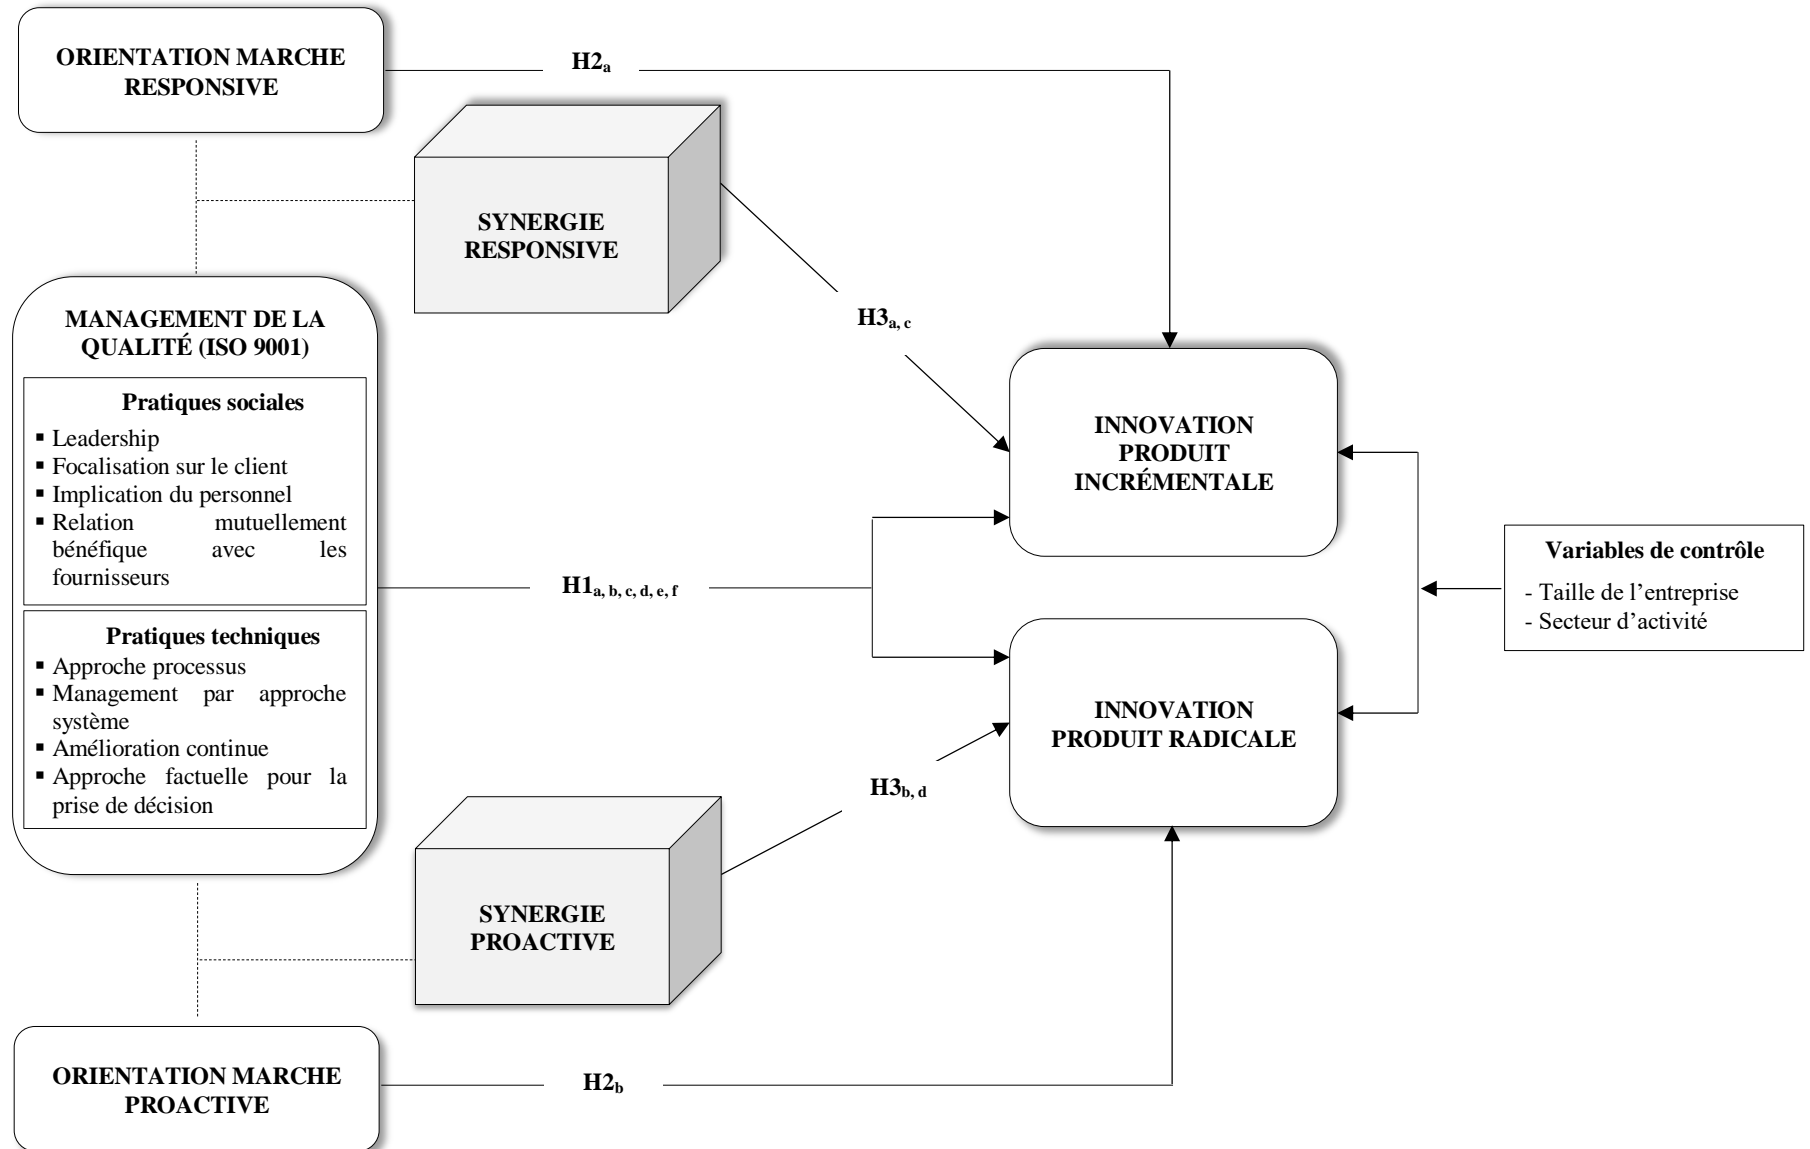 ORIENTATION MARCHE
RESPONSIVE
H2a
SYNERGIE
RESPONSIVE
H3a, c
MANAGEMENT DE LA
QUALITÉ (ISO 9001)
Pratiques sociales
▪ Leadership
▪ Focalisation sur le client
▪ Implication du personnel
▪ Relation mutuellement
bénéfique avec les
fournisseurs
Pratiques techniques
▪ Approche processus
▪ Management par approche
système
▪ Amélioration continue
▪ Approche factuelle pour la
prise de décision
H1a, b, c, d, e, f
INNOVATION
PRODUIT
INCRÉMENTALE
INNOVATION
PRODUIT RADICALE
Variables de contrôle
- Taille de l’entreprise
- Secteur d’activité
H3b, d
SYNERGIE
PROACTIVE
ORIENTATION MARCHE
PROACTIVE
H2b